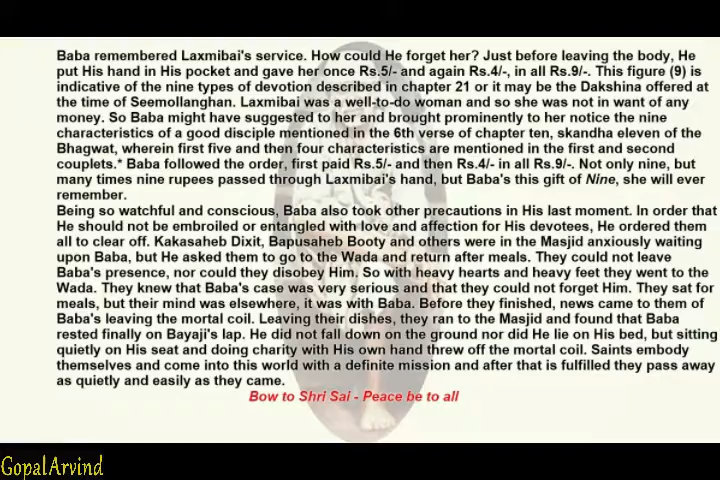 Baba remembered Laxmibai's service. How could He forget her? Just before leaving the body, He
put His hand in His pocket and gave her once Rs.5/- and again Rs.4/-, in all Rs.9/-. This figure (9) is
indicative of the nine types of devotion described in chapter 21 or it may be the Dakshina offered at
the time of Seemollanghan. Laxmibai was a well-to-do woman and so she was not in want of any
money. So Baba might have suggested to her and brought prominently to her notice the nine
characteristics of a good disciple mentioned in the 6th verse of chapter ten, skandha eleven of the
Bhagwat, wherein first five and then four characteristics are mentioned in the first and second
couplets.* Baba followed the order, first paid Rs.5/- and then Rs.4/- in all Rs.9/-. Not only nine, but
many times nine rupees passed through Laxmibai's hand, but Baba's this gift of Nine, she will ever
remember.
Being so watchful and conscious, Baba also took other precautions in His last moment. In order that
He should not be embroiled or entangled with love and affection for His devotees, He ordered them
all to clear off. Kakasaheb Dixit, Bapusaheb Booty and others were in the Masjid anxiously waiting
upon Baba, but He asked them to go to the Wada and return after meals. They could not leave
Baba's presence, nor could they disobey Him. So with heavy hearts and heavy feet they went to the
Wada. They knew that Baba's case was very serious and that they could not forget Him. They sat for
meals, but their mind was elsewhere, it was with Baba. Before they finished, news came to them of
Baba's leaving the mortal coil. Leaving their dishes, they ran to the Masjid and found that Baba
rested finally on Bayaji's lap. He did not fall down on the ground nor did He lie on His bed, but sitting
quietly on His seat and doing charity with His own hand threw off the mortal coil. Saints embody
themselves and come into this world with a definite mission and after that is fulfilled they pass away
as quietly and easily as they came.
Bow to Shri Sai - Peace be to all
GopalArvind